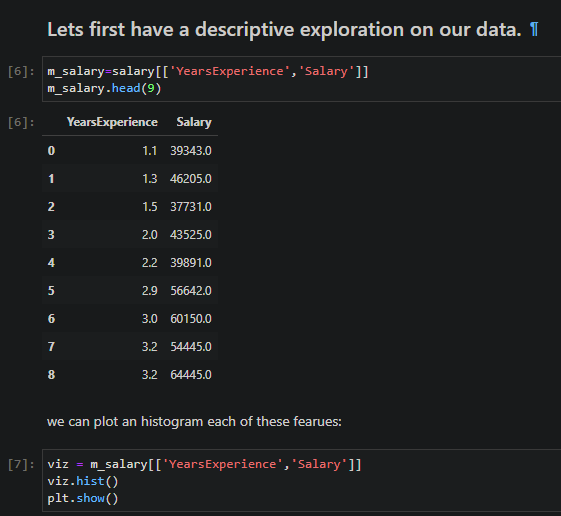 Lets first have a descriptive exploration on our data. ¶
[6]: m_salary=salary[['YearsExperience','Salary']]
m_salary.head(9)
[6]: YearsExperience Salary
0 1.1 39343.0
1 1.3 46205.0
2 1.5 37731.0
3 2.0 43525.0
4 2.2 39891.0
5 2.9 56642.0
6 3.0 60150.0
7 3.2 54445.0
8 3.2 64445.0
we can plot an histogram each of these fearues:
[7]: viz = m_salary[['YearsExperience','Salary']]
viz.hist()
plt.show()